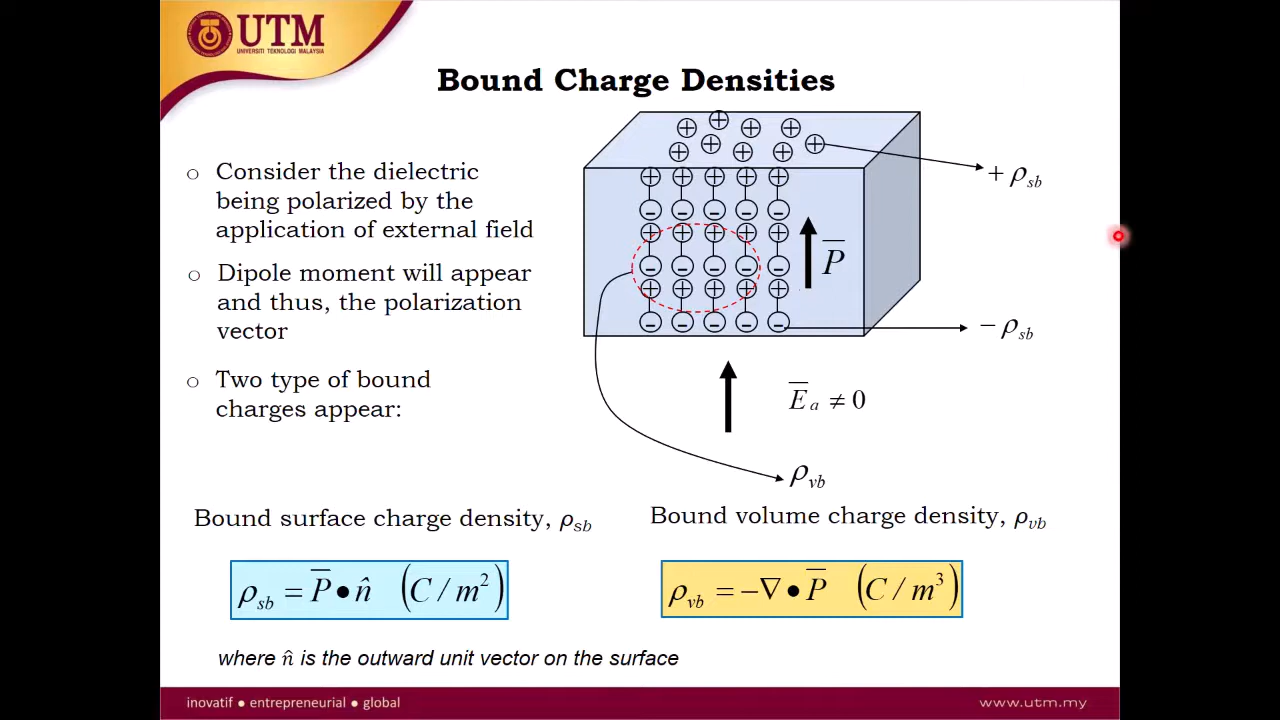 UTM
UNIVERSITI TEKNOLOGI MALAYSIA
Bound Charge Densities
○ Consider the dielectric
being polarized by the
application of external field
○ Dipole moment will appear
and thus, the polarization
vector
○ Two type of bound
charges appear:
+ ρsb
P̅
− ρsb
E̅a ≠ 0
ρvb
Bound surface charge density, ρsb
Bound volume charge density, ρvb
ρsb = P̅ • n̂ (C / m²)
ρvb = −∇ • P̅ (C / m³)
where n̂ is the outward unit vector on the surface
inovatif ● entrepreneurial ● global
www.utm.my